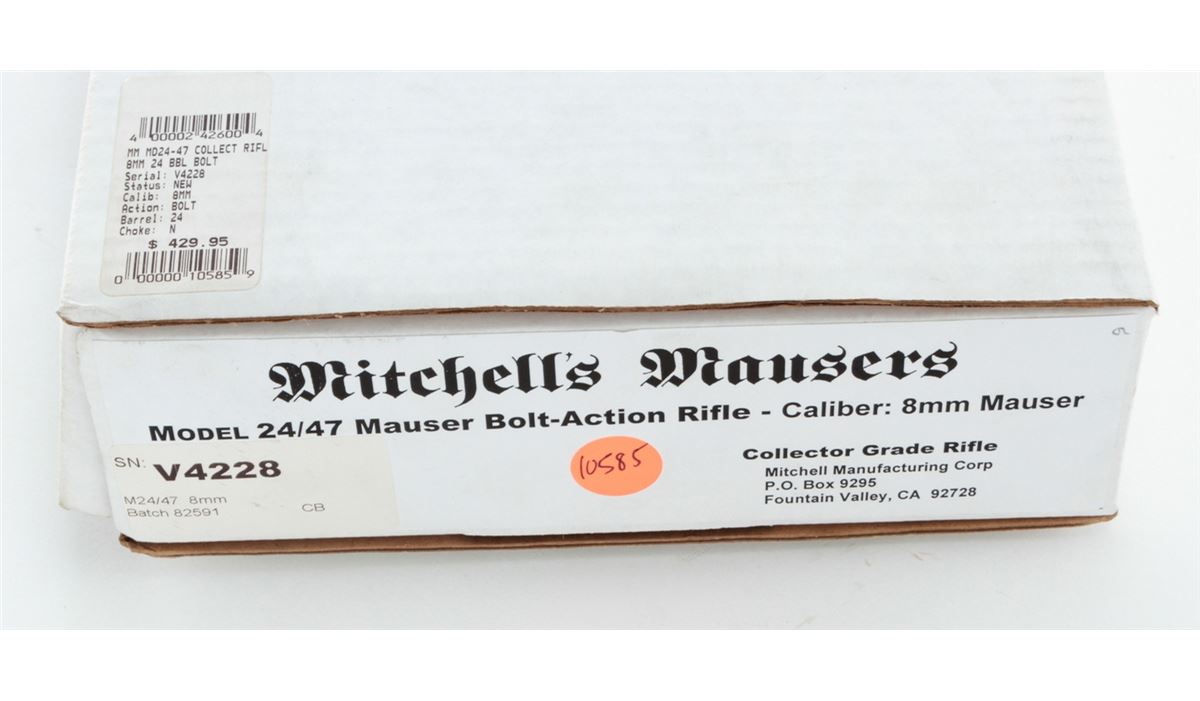 4 00002 42600 4
MM MD24-47 COLLECT RIFL
8MM 24 BBL BOLT
Serial: V4228
Status: NEW
Calib: 8MM
Action: BOLT
Barrel: 24
Choke: N
$ 429.95
0 00000 10585 9
Mitchell's Mausers
MODEL 24/47 Mauser Bolt-Action Rifle - Caliber: 8mm Mauser
SN: V4228
M24/47 8mm
Batch 82591 CB
10585
Collector Grade Rifle
Mitchell Manufacturing Corp
P.O. Box 9295
Fountain Valley, CA 92728